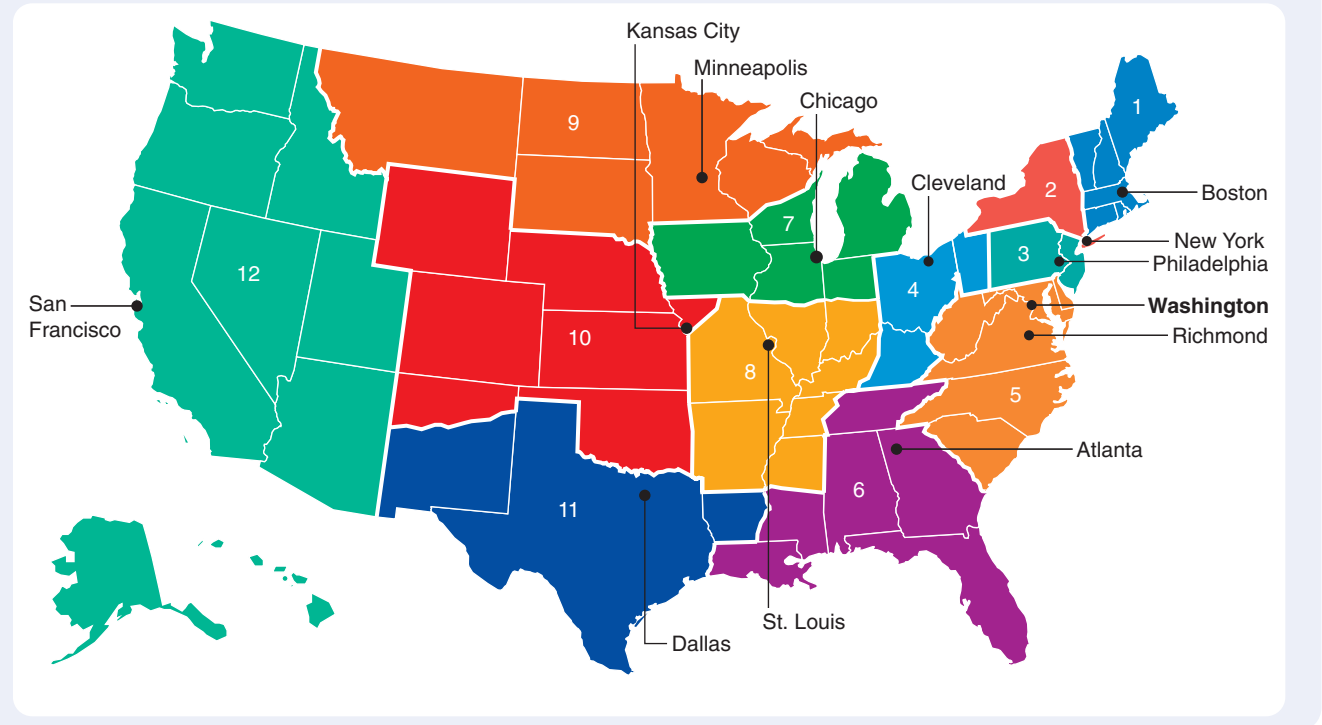 Kansas City
Minneapolis
Chicago
1
9
Cleveland
2
Boston
7
New York
3
Philadelphia
12
4
San
Francisco
Washington
10
Richmond
8
5
Atlanta
6
11
St. Louis
Dallas